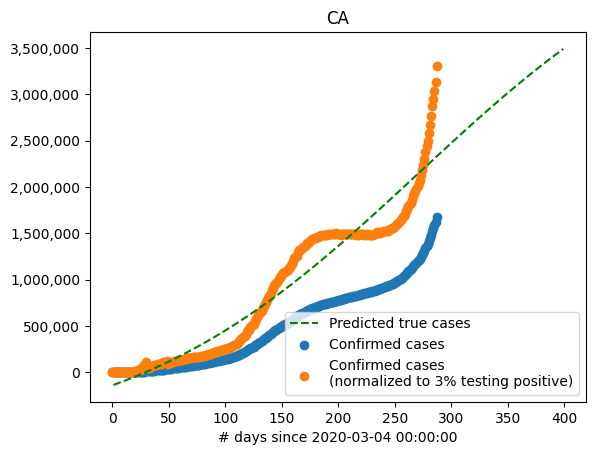 CA
3,500,000
3,000,000
2,500,000
2,000,000
1,500,000
1,000,000
500,000
0
Predicted true cases
Confirmed cases
Confirmed cases
(normalized to 3% testing positive)
0 50 100 150 200 250 300 350 400
# days since 2020-03-04 00:00:00